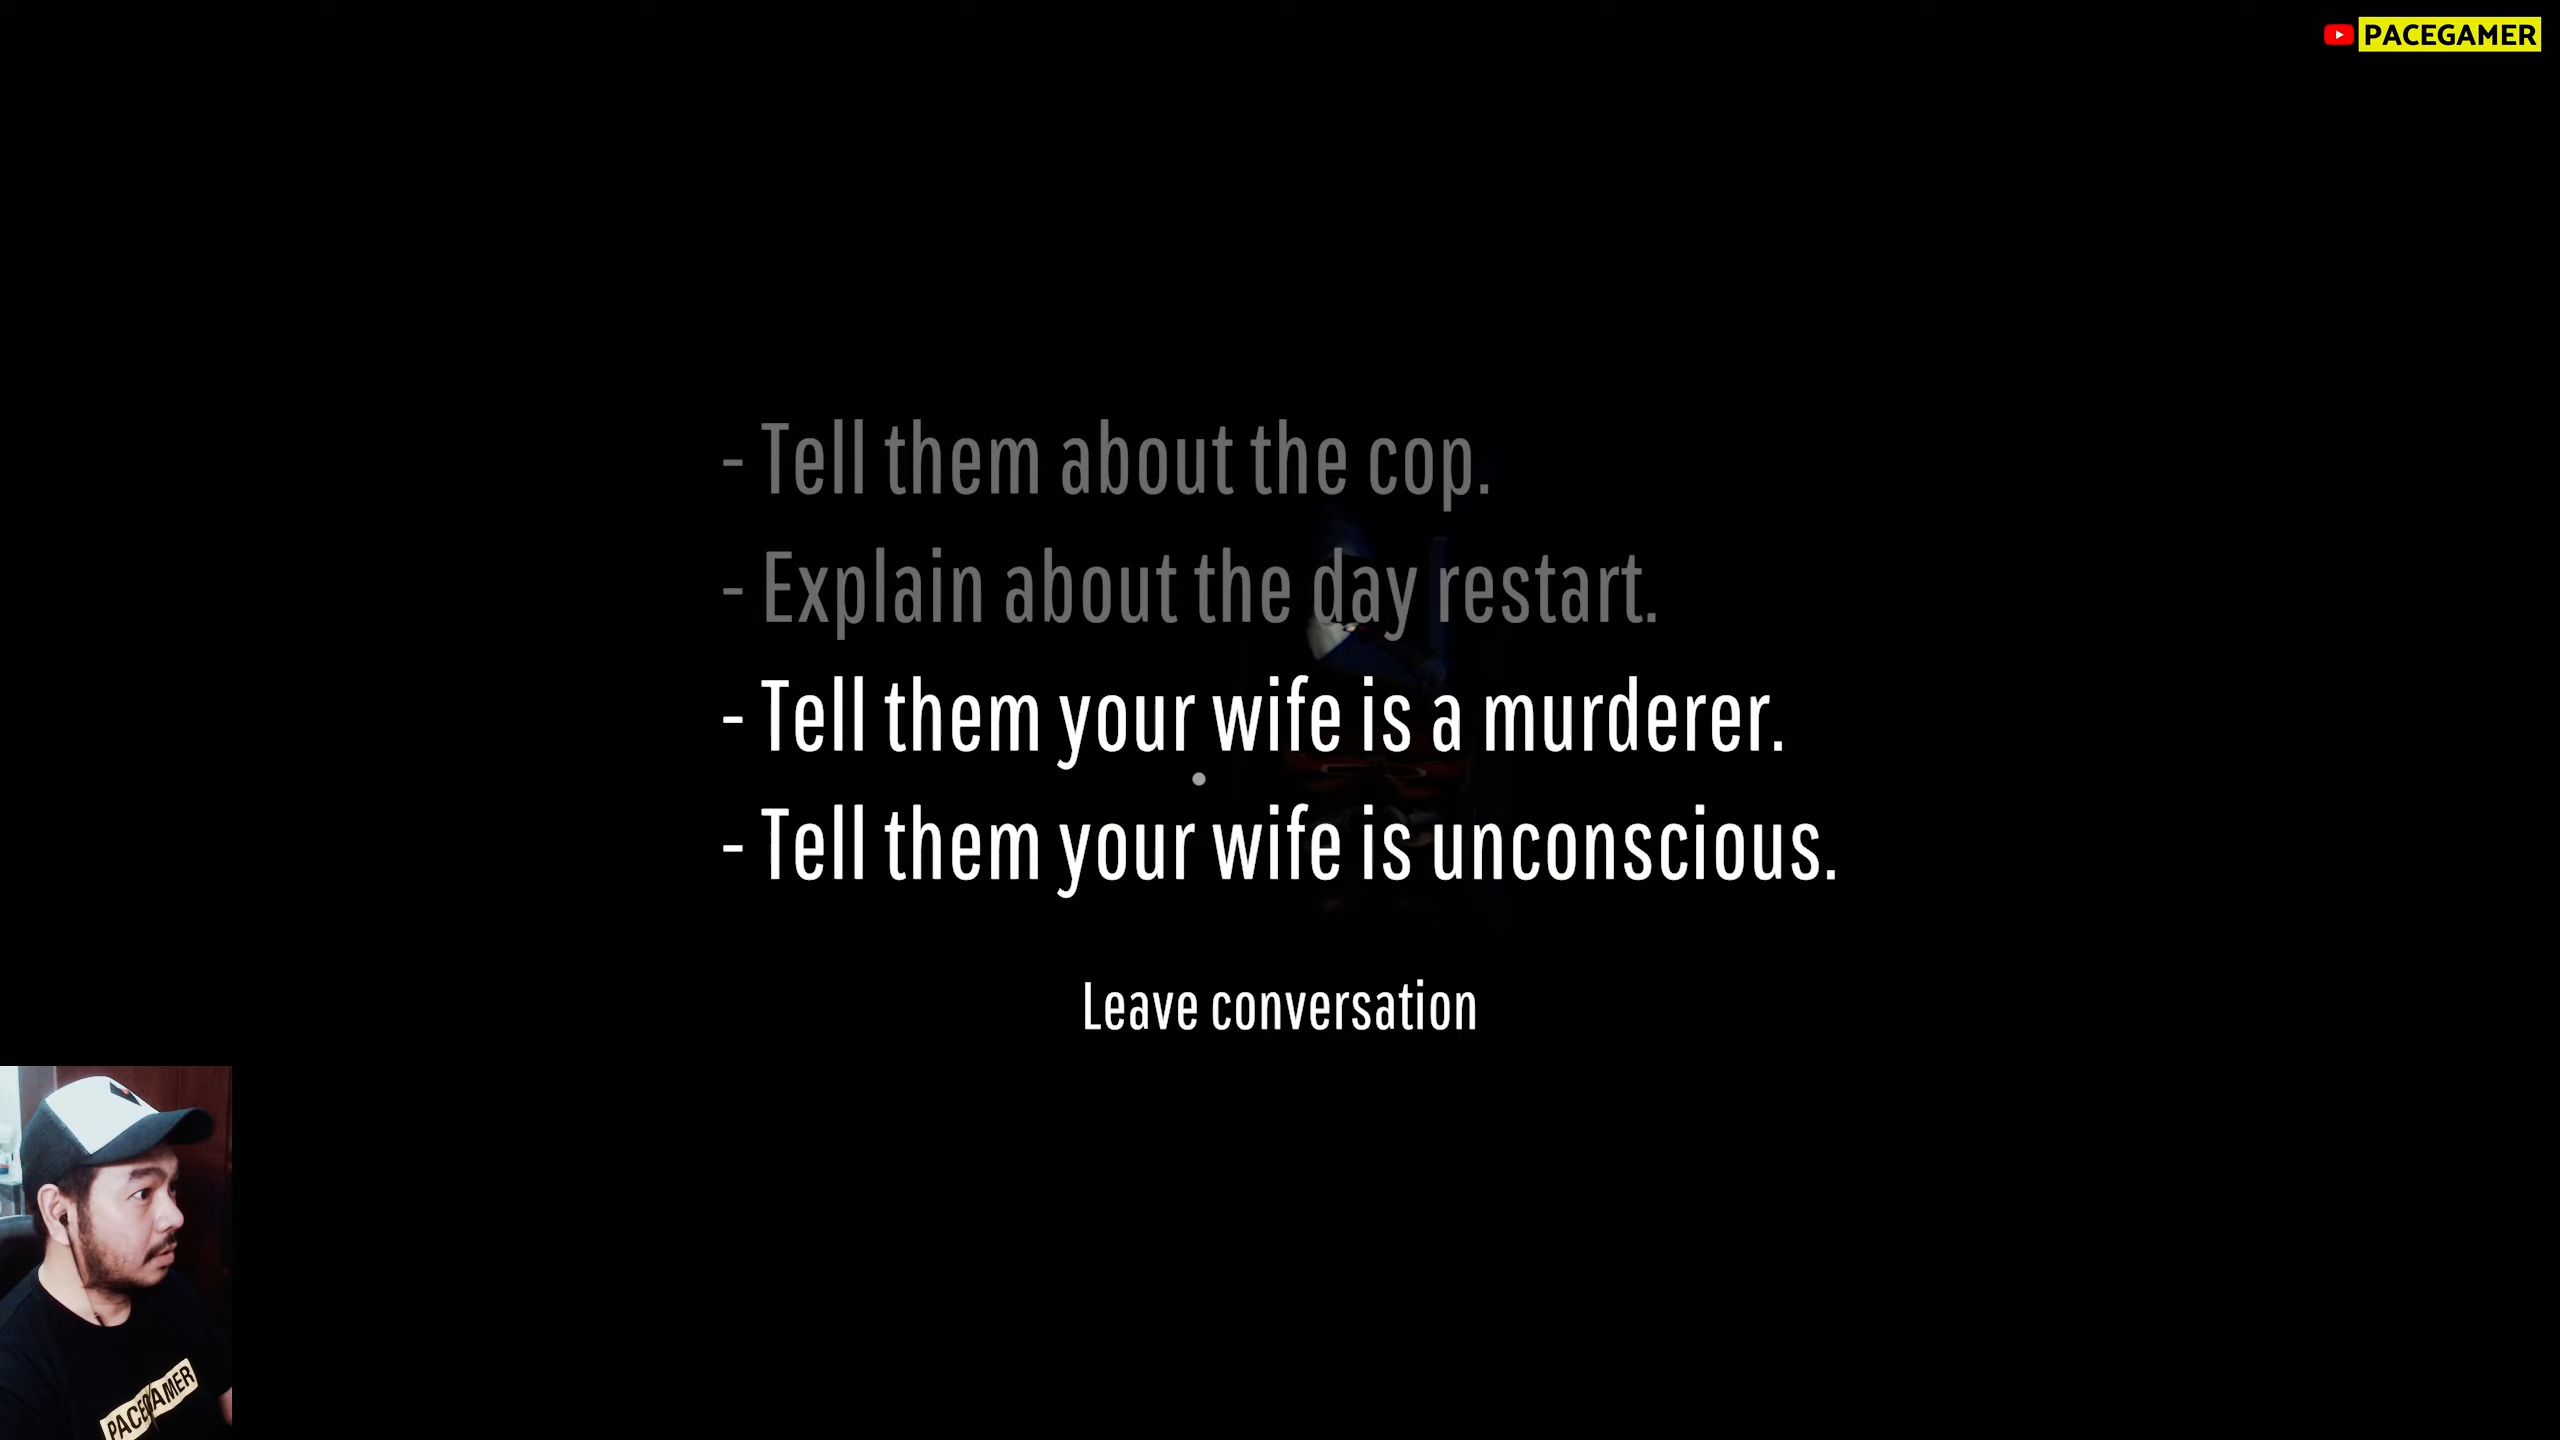 PACEGAMER
- Tell them about the cop.
- Explain about the day restart.
- Tell them your wife is a murderer.
- Tell them your wife is unconscious.
Leave conversation
PACEGAMER